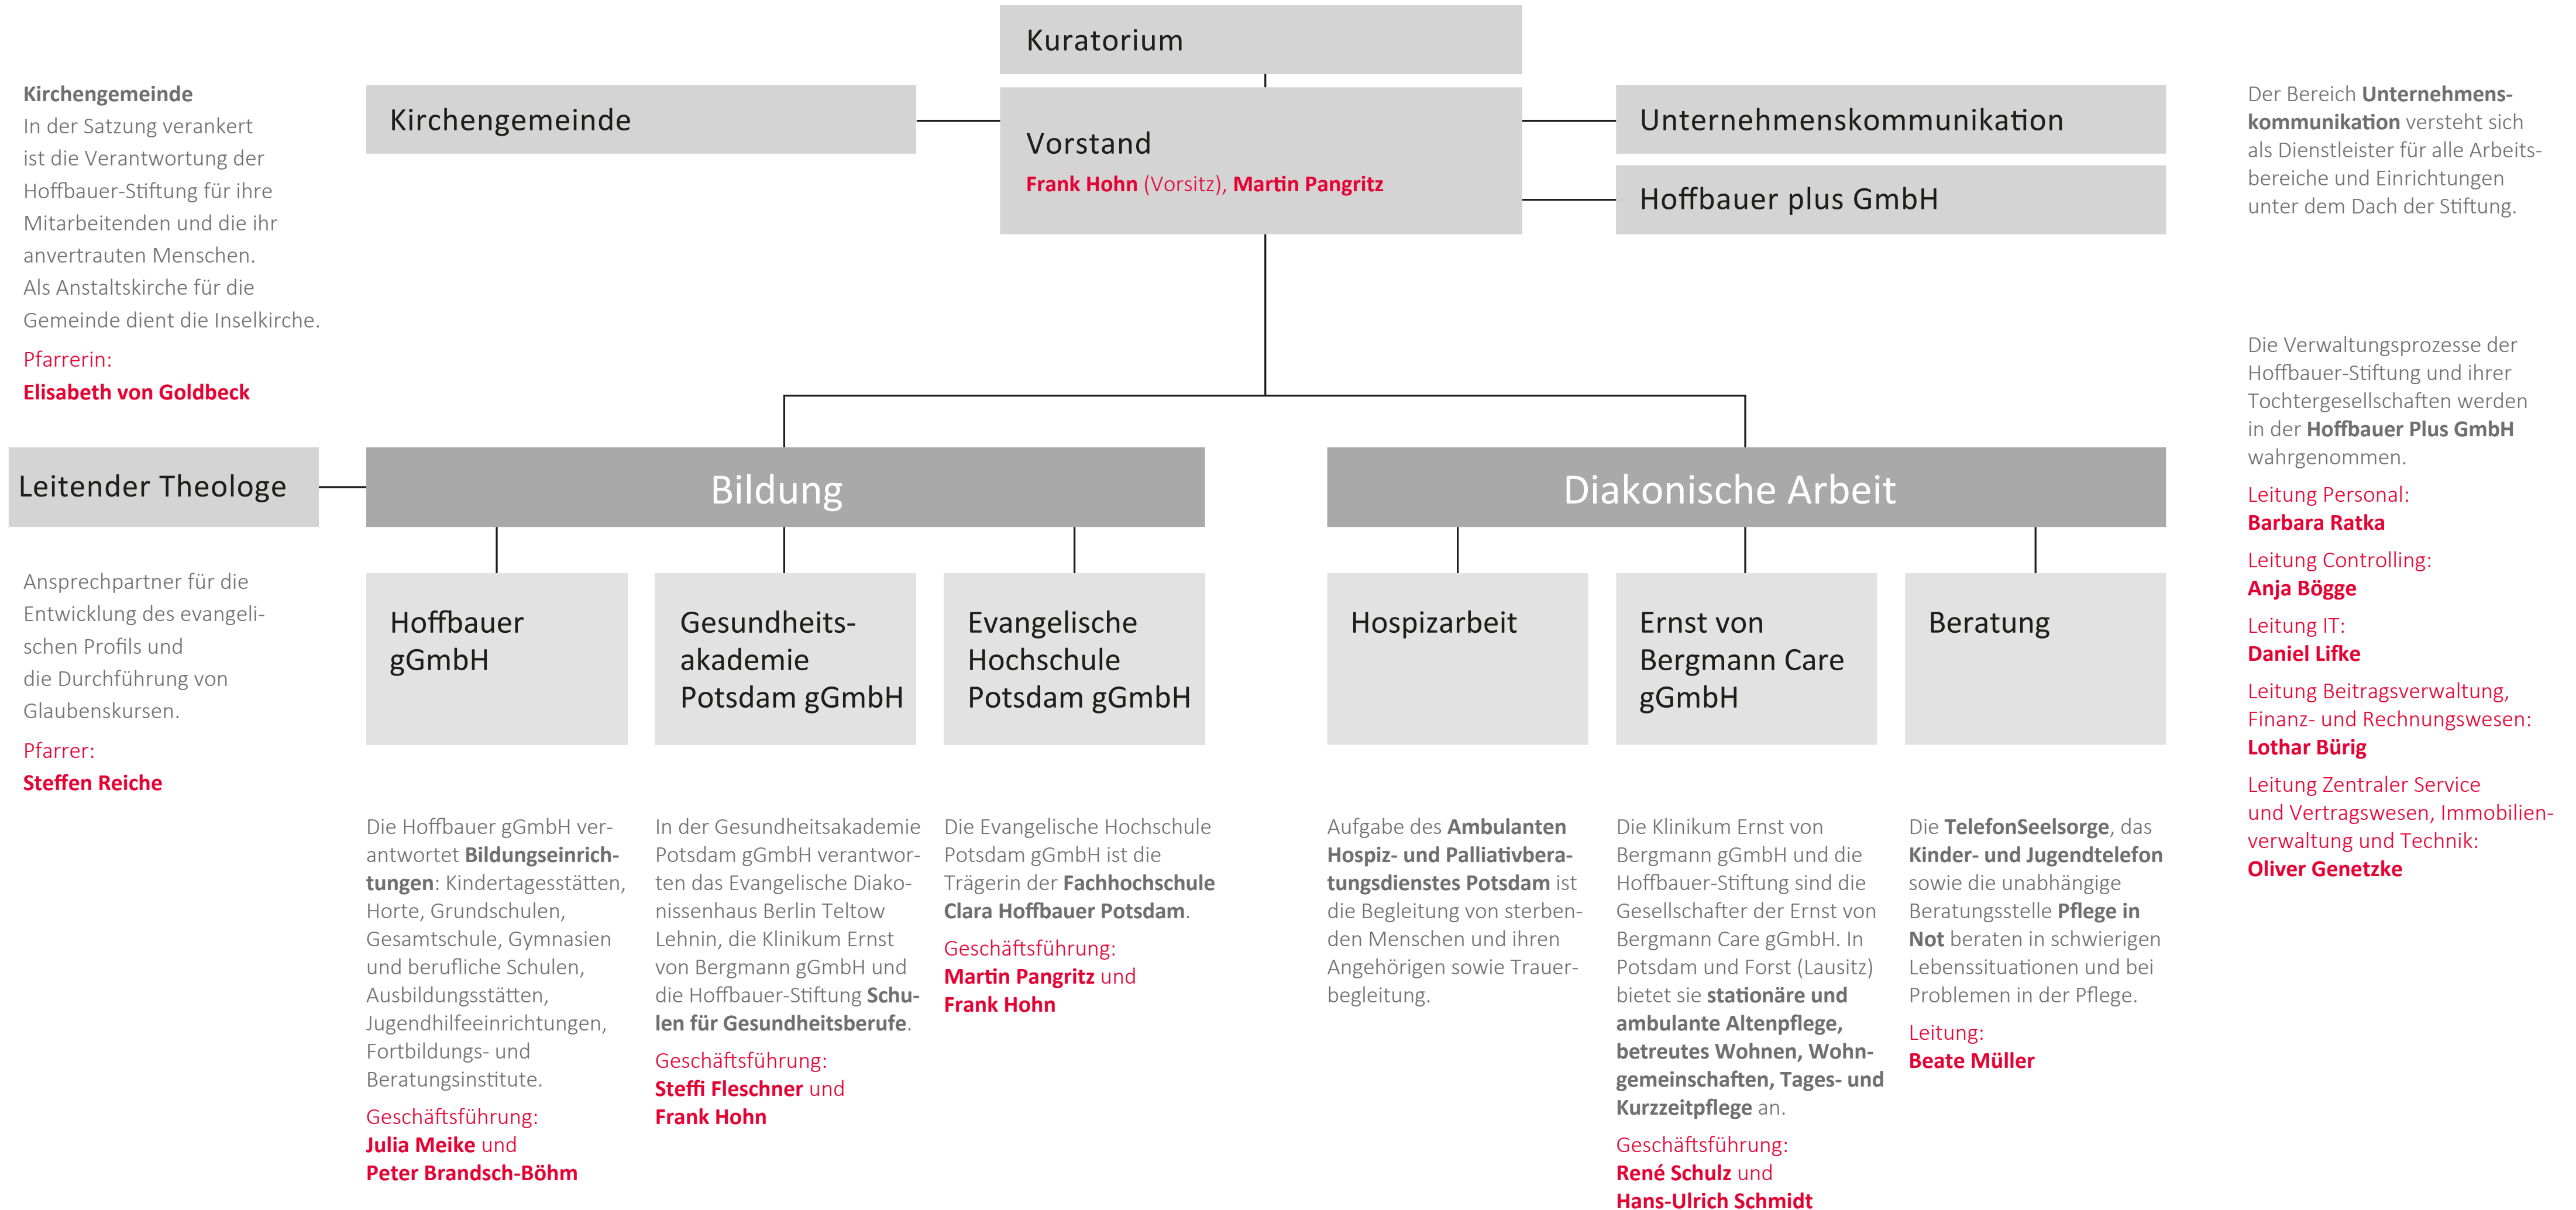 Kuratorium
Kirchengemeinde
In der Satzung verankert
ist die Verantwortung der
Hoffbauer-Stiftung für ihre
Mitarbeitenden und die ihr
anvertrauten Menschen.
Als Anstaltskirche für die
Gemeinde dient die Inselkirche.
Pfarrerin:
Elisabeth von Goldbeck
Kirchengemeinde
Vorstand
Frank Hohn (Vorsitz), Martin Pangritz
Unternehmenskommunikation
Hoffbauer plus GmbH
Der Bereich Unternehmens-
kommunikation versteht sich
als Dienstleister für alle Arbeits-
bereiche und Einrichtungen
unter dem Dach der Stiftung.
Die Verwaltungsprozesse der
Hoffbauer-Stiftung und ihrer
Tochtergesellschaften werden
in der Hoffbauer Plus GmbH
wahrgenommen.
Leitung Personal:
Barbara Ratka
Leitung Controlling:
Anja Bögge
Leitung IT:
Daniel Lifke
Leitung Beitragsverwaltung,
Finanz- und Rechnungswesen:
Lothar Bürig
Leitung Zentraler Service
und Vertragswesen, Immobilien-
verwaltung und Technik:
Oliver Genetzke
Leitender Theologe
Ansprechpartner für die
Entwicklung des evangeli-
schen Profils und
die Durchführung von
Glaubenskursen.
Pfarrer:
Steffen Reiche
Bildung
Diakonische Arbeit
Hoffbauer
gGmbH
Gesundheits-
akademie
Potsdam gGmbH
Evangelische
Hochschule
Potsdam gGmbH
Hospizarbeit
Ernst von
Bergmann Care
gGmbH
Beratung
Die Hoffbauer gGmbH ver-
antwortet Bildungseinrich-
tungen: Kindertagesstätten,
Horte, Grundschulen,
Gesamtschule, Gymnasien
und berufliche Schulen,
Ausbildungsstätten,
Jugendhilfeeinrichtungen,
Fortbildungs- und
Beratungsinstitute.
Geschäftsführung:
Julia Meike und
Peter Brandsch-Böhm
In der Gesundheitsakademie
Potsdam gGmbH verantwor-
ten das Evangelische Diako-
nissenhaus Berlin Teltow
Lehnin, die Klinikum Ernst
von Bergmann gGmbH und
die Hoffbauer-Stiftung Schu-
len für Gesundheitsberufe.
Geschäftsführung:
Steffi Fleschner und
Frank Hohn
Die Evangelische Hochschule
Potsdam gGmbH ist die
Trägerin der Fachhochschule
Clara Hoffbauer Potsdam.
Geschäftsführung:
Martin Pangritz und
Frank Hohn
Aufgabe des Ambulanten
Hospiz- und Palliativbera-
tungsdienstes Potsdam ist
die Begleitung von sterben-
den Menschen und ihren
Angehörigen sowie Trauer-
begleitung.
Die Klinikum Ernst von
Bergmann gGmbH und die
Hoffbauer-Stiftung sind die
Gesellschafter der Ernst von
Bergmann Care gGmbH. In
Potsdam und Forst (Lausitz)
bietet sie stationäre und
ambulante Altenpflege,
betreutes Wohnen, Wohn-
gemeinschaften, Tages- und
Kurzzeitpflege an.
Geschäftsführung:
René Schulz und
Hans-Ulrich Schmidt
Die TelefonSeelsorge, das
Kinder- und Jugendtelefon
sowie die unabhängige
Beratungsstelle Pflege in
Not beraten in schwierigen
Lebenssituationen und bei
Problemen in der Pflege.
Leitung:
Beate Müller